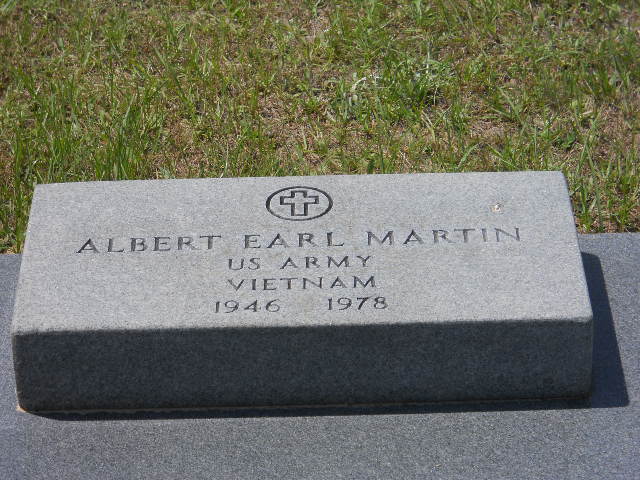 ALBERT EARL MARTIN
US ARMY
VIETNAM
1946 1978